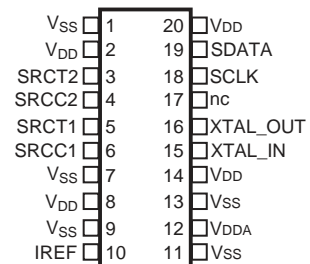 VSS 1 20 VDD
VDD 2 19 SDATA
SRCT2 3 18 SCLK
SRCC2 4 17 nc
SRCT1 5 16 XTAL_OUT
SRCC1 6 15 XTAL_IN
VSS 7 14 VDD
VDD 8 13 VSS
VSS 9 12 VDDA
IREF 10 11 VSS